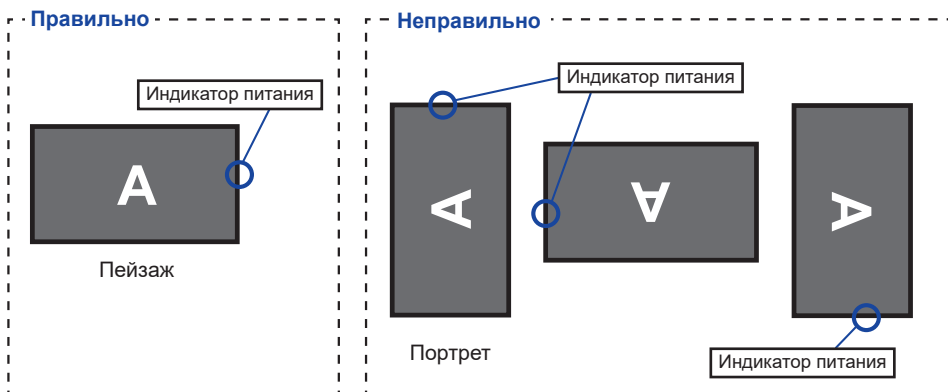 Правильно
Индикатор питания
A
Пейзаж
Неправильно
Индикатор питания
A
A
A
Портрет
Индикатор питания